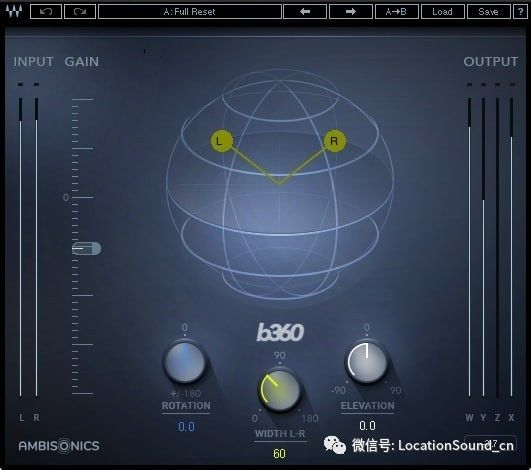 A: Full Reset
A→B
Load
Save
?
INPUT GAIN
OUTPUT
L
R
0
b360
0
+/-180
ROTATION
0.0
90
0
180
WIDTH L-R
60
0
-90
90
ELEVATION
0.0
L R
W Y Z X
AMBISONICS
微信号: LocationSound_cn